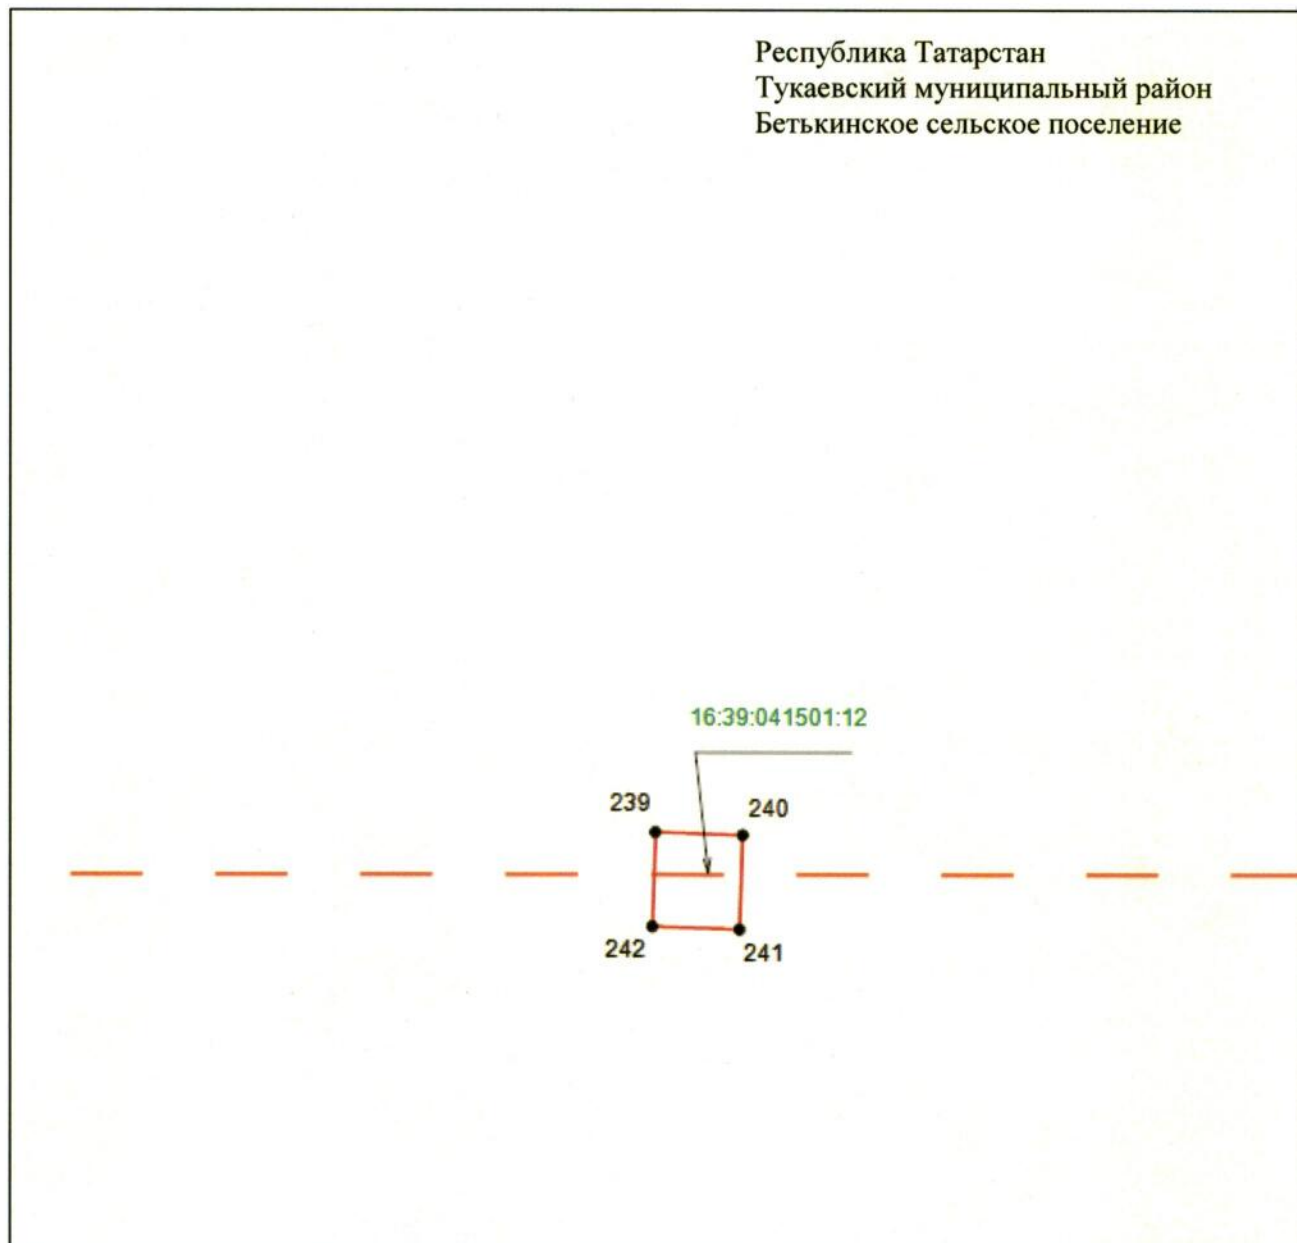 Республика Татарстан
Тукаевский муниципальный район
Бетькинское сельское поселение
16:39:041501:12
239
240
242
241